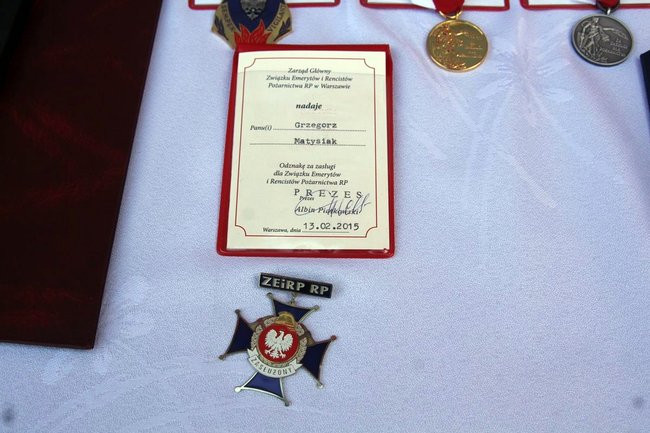 Zarząd Główny
Związku Emerytów i Rencistów
Pożarnictwa RP w Warszawie
nadaje
Panu(i) Grzegorz
Matysiak
Odznakę za zasługi
dla Związku Emerytów
i Rencistów Pożarnictwa RP
PREZES
Prezes
Albin
Warszawa, dnia 13.02.2015
ZEiRP RP
ZASŁUŻONY